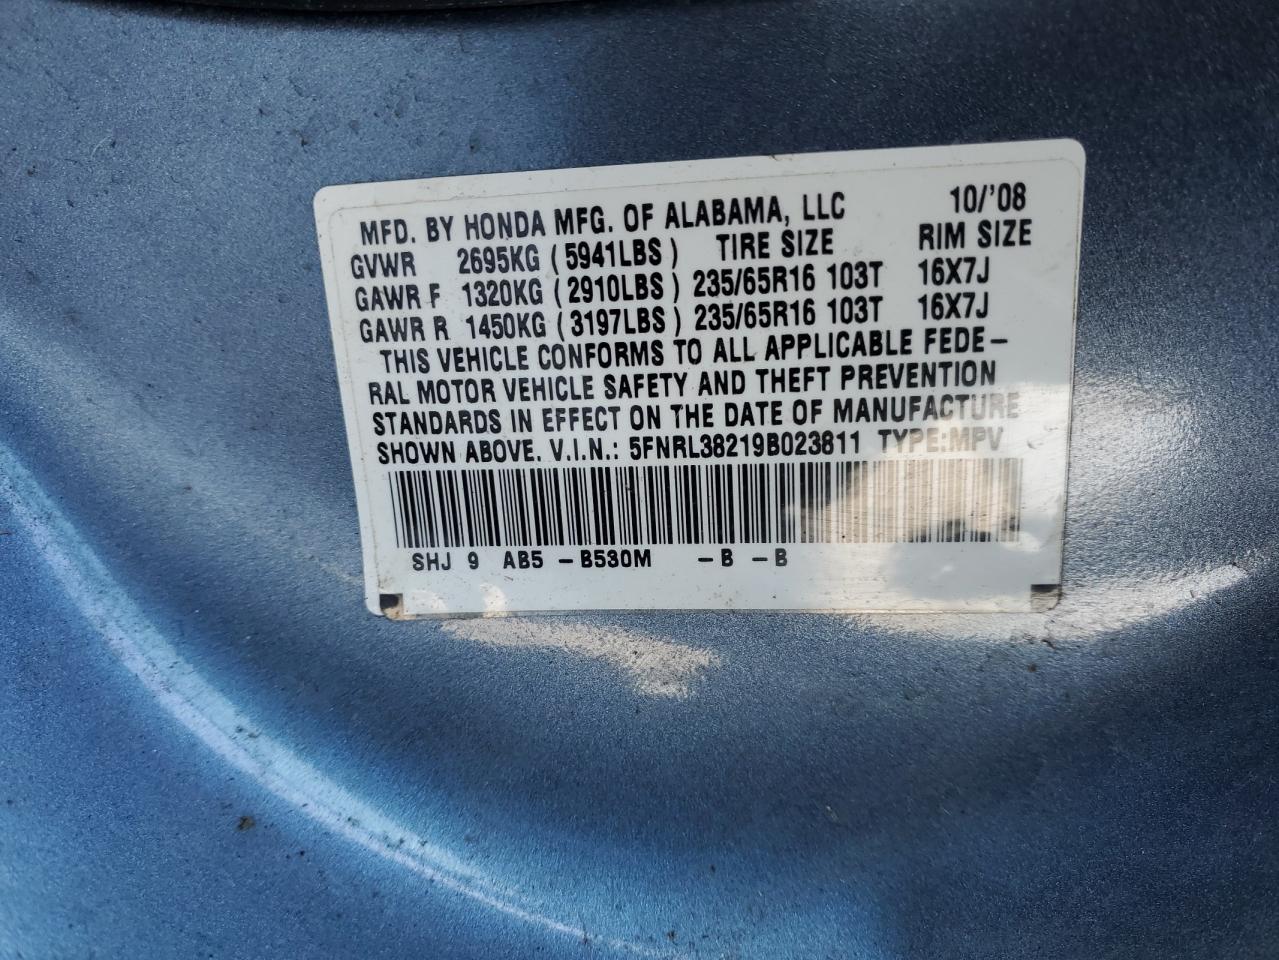 MFD. BY HONDA MFG. OF ALABAMA, LLC 10/'08
GVWR 2695KG (5941LBS) TIRE SIZE RIM SIZE
GAWR F 1320KG (2910LBS) 235/65R16 103T 16X7J
GAWR R 1450KG (3197LBS) 235/65R16 103T 16X7J
THIS VEHICLE CONFORMS TO ALL APPLICABLE FEDE-
RAL MOTOR VEHICLE SAFETY AND THEFT PREVENTION
STANDARDS IN EFFECT ON THE DATE OF MANUFACTURE
SHOWN ABOVE. V.I.N.: 5FNRL38219B023811 TYPE:MPV
SHJ 9 AB5 -B530M -B -B